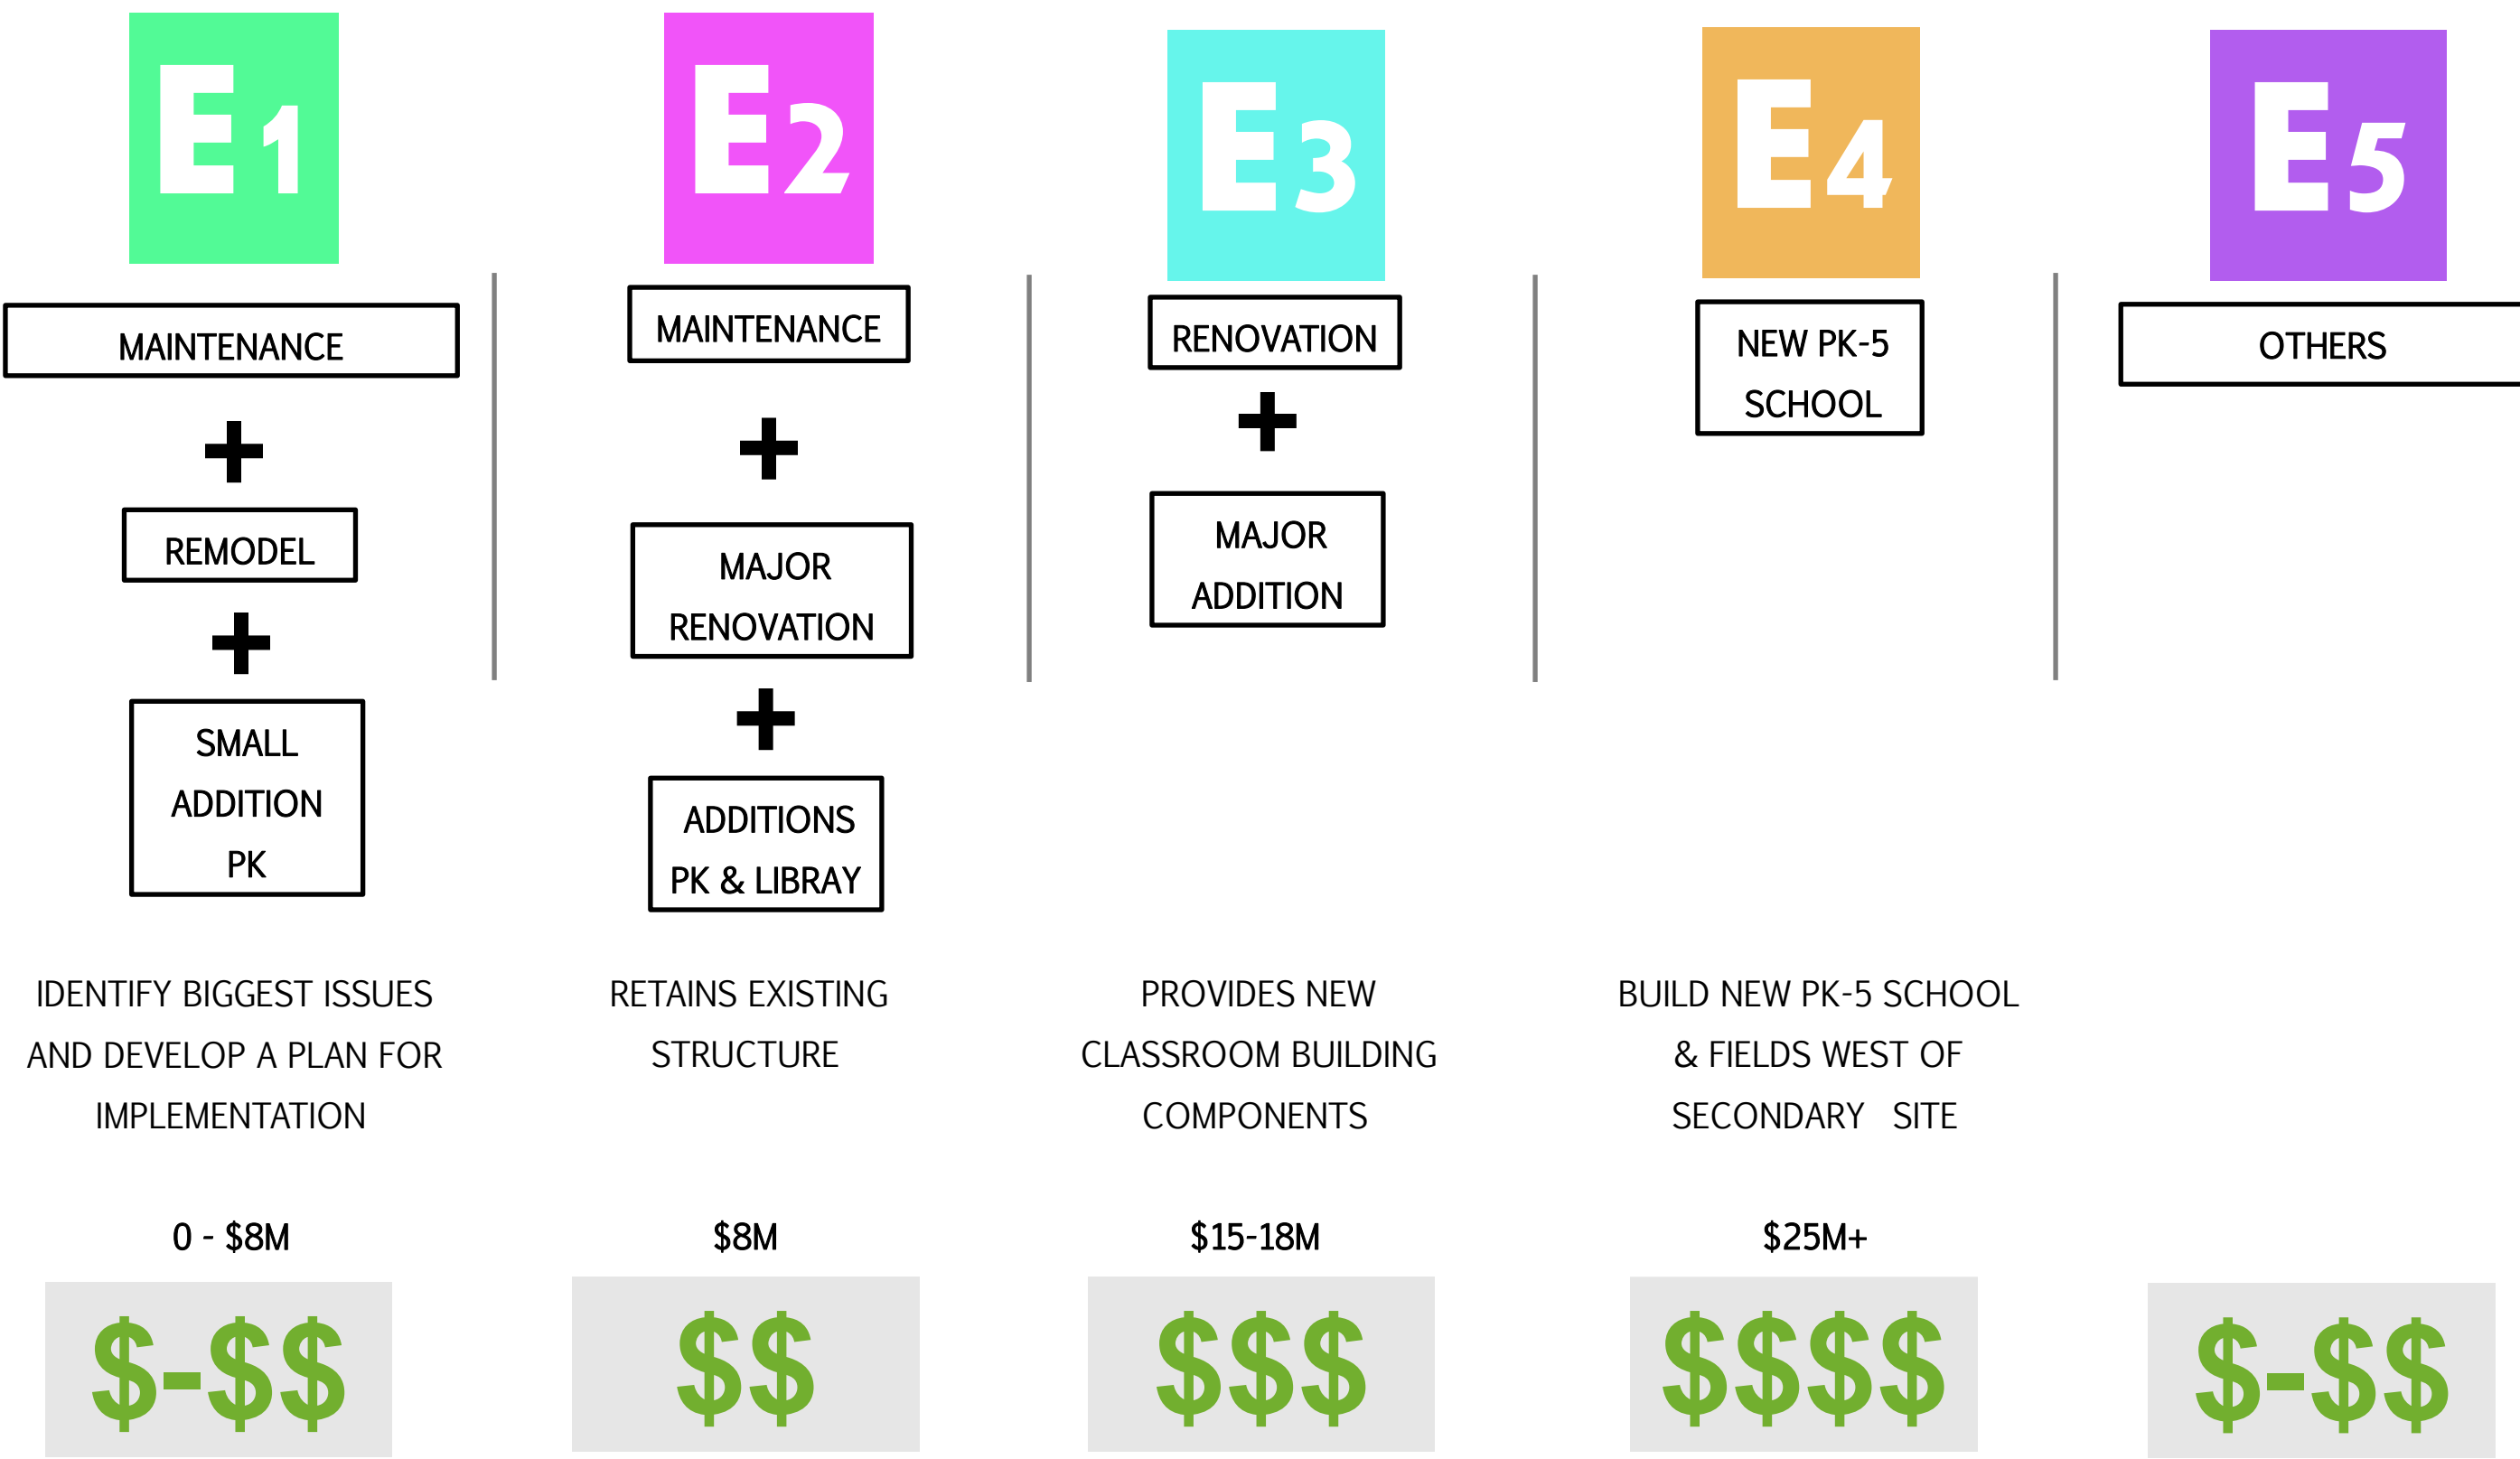 E1
MAINTENANCE
+
REMODEL
+
SMALL
ADDITION
PK
IDENTIFY BIGGEST ISSUES
AND DEVELOP A PLAN FOR
IMPLEMENTATION
0 - $8M
$-$$
E2
MAINTENANCE
+
MAJOR
RENOVATION
+
ADDITIONS
PK & LIBRAY
RETAINS EXISTING
STRUCTURE
$8M
$$
E3
RENOVATION
+
MAJOR
ADDITION
PROVIDES NEW
CLASSROOM BUILDING
COMPONENTS
$15-18M
$$$
E4
NEW PK-5
SCHOOL
BUILD NEW PK-5 SCHOOL
& FIELDS WEST OF
SECONDARY SITE
$25M+
$$$$
E5
OTHERS
$-$$